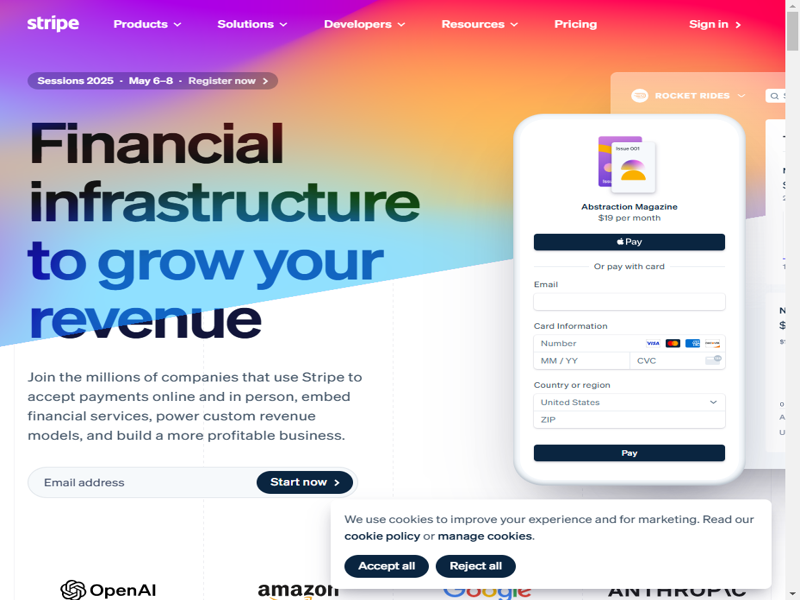 stripe
Products
Solutions
Developers
Resources
Pricing
Sign in
Sessions 2025 · May 6–8 · Register now
Financial
infrastructure
to grow your
revenue
Join the millions of companies that use Stripe to
accept payments online and in person, embed
financial services, power custom revenue
models, and build a more profitable business.
Email address
Start now
ROCKET RIDES
Issue 001
Abstraction Magazine
$19 per month
Pay
Or pay with card
Email
Card Information
Number
VISA
MM / YY
CVC
Country or region
United States
ZIP
Pay
We use cookies to improve your experience and for marketing. Read our
cookie policy or manage cookies.
Accept all
Reject all
OpenAI
amazon
Google
ANTHROP\C